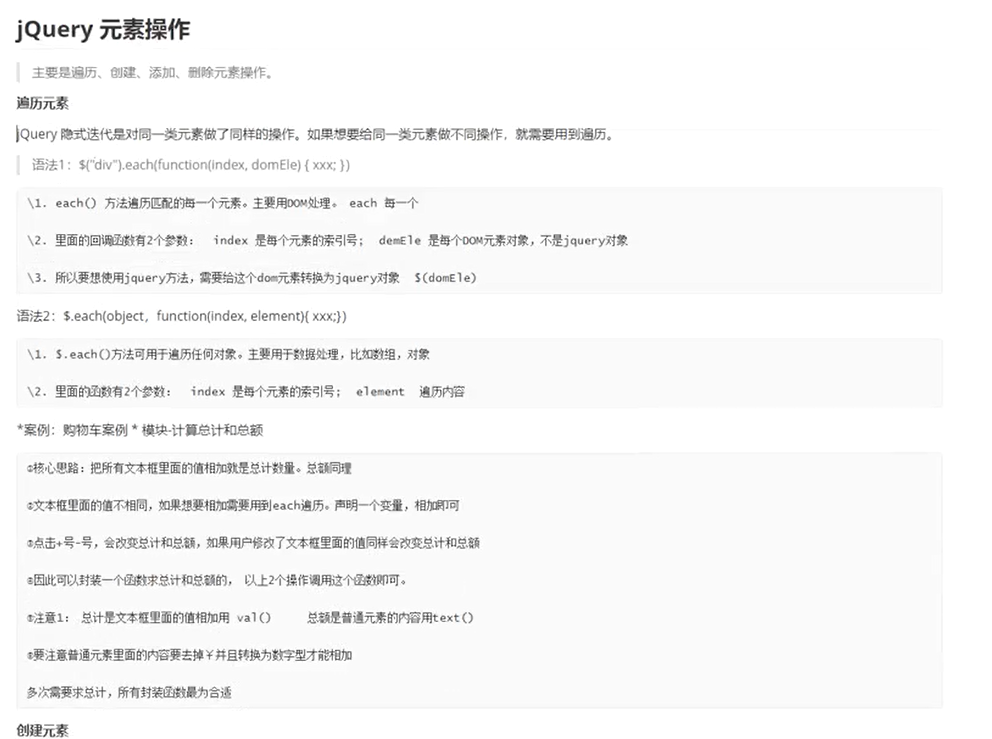 jQuery 元素操作
主要是遍历、创建、添加、删除元素操作。
遍历元素
jQuery 隐式迭代是对同一类元素做了同样的操作。如果想要给同一类元素做不同操作，就需要用到遍历。
语法1：$("div").each(function(index, domEle) { xxx; })
\1. each() 方法遍历匹配的每一个元素。主要用DOM处理。 each 每一个
\2. 里面的回调函数有2个参数： index 是每个元素的索引号； demEle 是每个DOM元素对象，不是jquery对象
\3. 所以要想使用jquery方法，需要给这个dom元素转换为jquery对象 $(domEle)
语法2：$.each(object，function(index, element){ xxx;})
\1. $.each()方法可用于遍历任何对象。主要用于数据处理，比如数组，对象
\2. 里面的函数有2个参数： index 是每个元素的索引号； element 遍历内容
*案例：购物车案例 * 模块-计算总计和总额
①核心思路：把所有文本框里面的值相加就是总计数量。总额同理
②文本框里面的值不相同，如果想要相加需要用到each遍历。声明一个变量，相加即可
③点击+号-号，会改变总计和总额，如果用户修改了文本框里面的值同样会改变总计和总额
④因此可以封装一个函数求总计和总额的， 以上2个操作调用这个函数即可。
⑤注意1： 总计是文本框里面的值相加用 val() 总额是普通元素的内容用text()
⑥要注意普通元素里面的内容要去掉￥并且转换为数字型才能相加
多次需要求总计，所有封装函数最为合适
创建元素